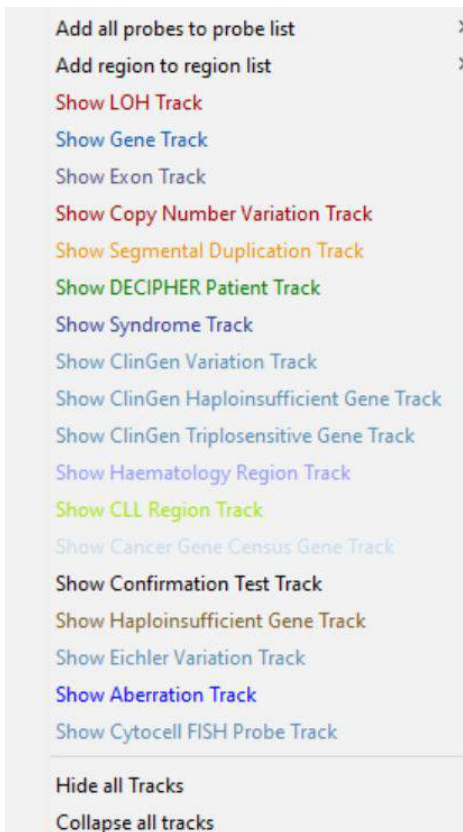 Add all probes to probe list
Add region to region list
Show LOH Track
Show Gene Track
Show Exon Track
Show Copy Number Variation Track
Show Segmental Duplication Track
Show DECIPHER Patient Track
Show Syndrome Track
Show ClinGen Variation Track
Show ClinGen Haploinsufficient Gene Track
Show ClinGen Triplosensitive Gene Track
Show Haematology Region Track
Show CLL Region Track
Show Cancer Gene Census Gene Track
Show Confirmation Test Track
Show Haploinsufficient Gene Track
Show Eichler Variation Track
Show Aberration Track
Show Cytocell FISH Probe Track
Hide all Tracks
Collapse all tracks